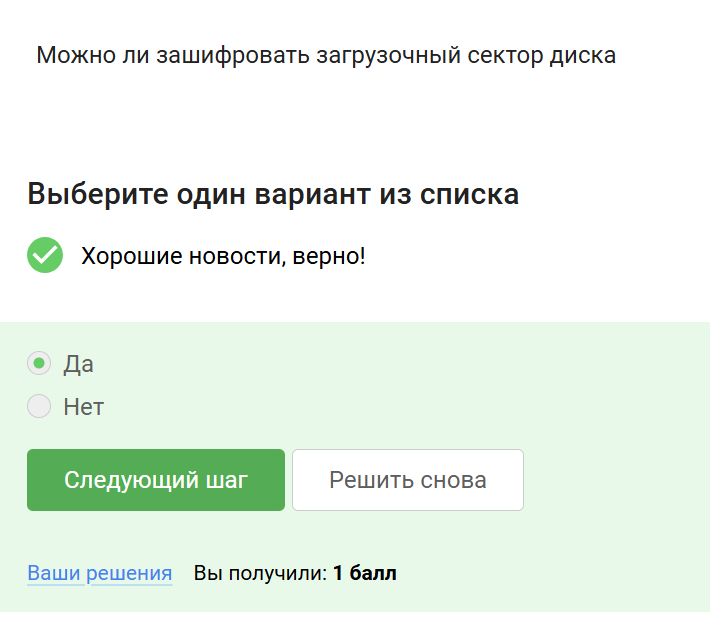 Можно ли зашифровать загрузочный сектор диска
Выберите один вариант из списка
Хорошие новости, верно!
Да
Нет
Следующий шаг
Решить снова
Ваши решения
Вы получили: 1 балл